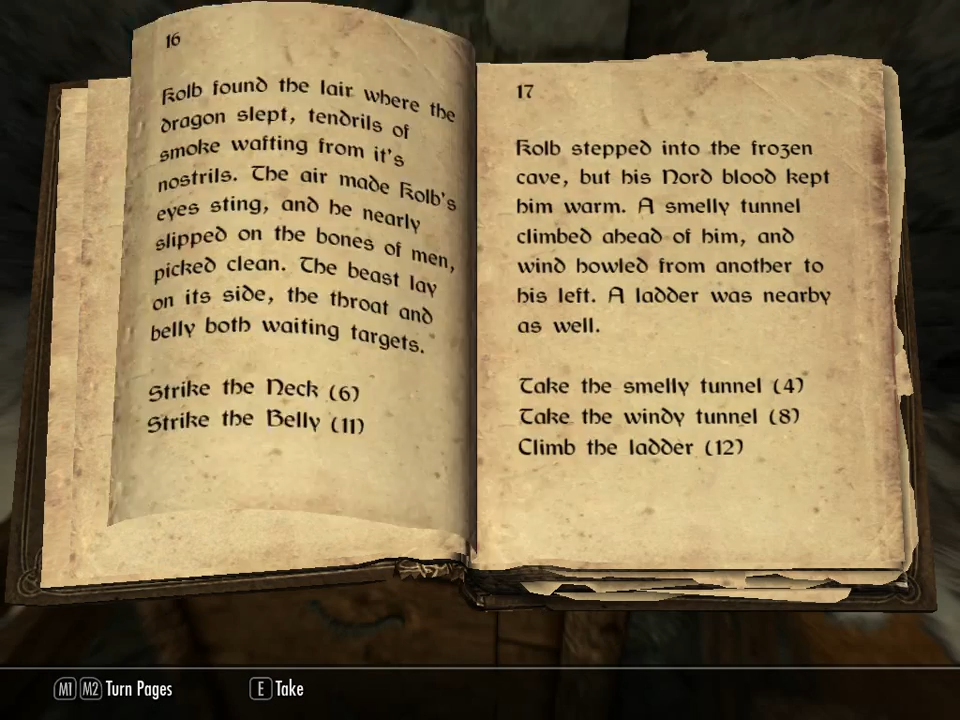 16
Kolb found the lair where the
dragon slept, tendrils of
smoke wafting from it's
nostrils. The air made Kolb's
eyes sting, and he nearly
slipped on the bones of men,
picked clean. The beast lay
on its side, the throat and
belly both waiting targets.
Strike the Neck (6)
Strike the Belly (11)
17
Kolb stepped into the frozen
cave, but his Nord blood kept
him warm. A smelly tunnel
climbed ahead of him, and
wind howled from another to
his left. A ladder was nearby
as well.
Take the smelly tunnel (4)
Take the windy tunnel (8)
Climb the ladder (12)
M1 M2 Turn Pages
E Take